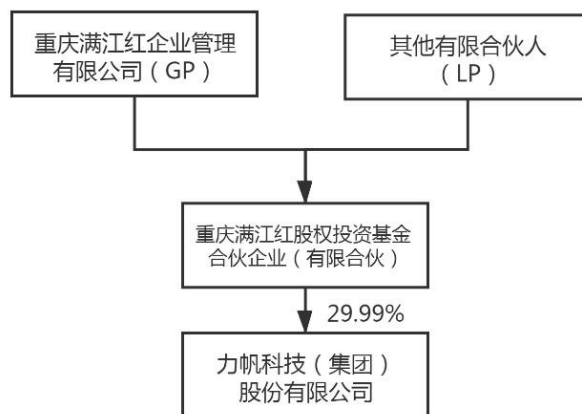 重庆满江红企业管理
有限公司（GP）
其他有限合伙人
（LP）
重庆满江红股权投资基金
合伙企业（有限合伙）
29.99%
力帆科技（集团）
股份有限公司